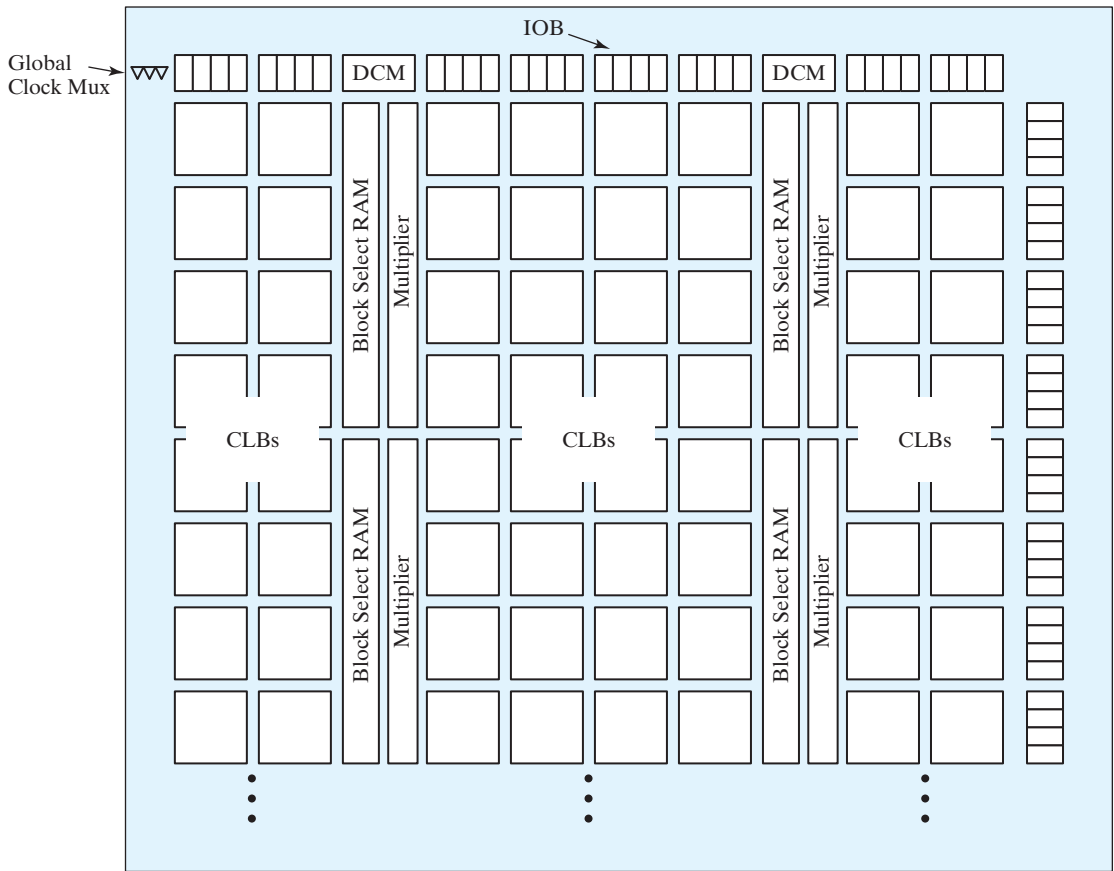 IOB
Global
Clock Mux
DCM
DCM
Block Select RAM
Multiplier
Block Select RAM
Multiplier
CLBs
CLBs
CLBs
Block Select RAM
Multiplier
Block Select RAM
Multiplier